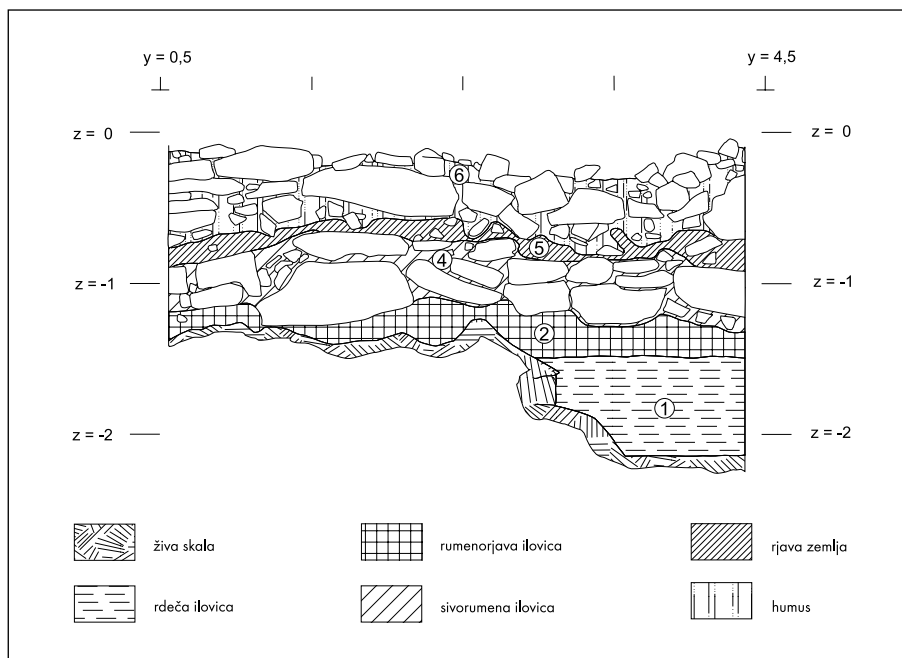 y = 0,5 y = 4,5
z = 0 z = 0
6
5
4
z = -1 z = -1
2
1
z = -2 z = -2
živa skala rumenorjava ilovica rjava zemlja
rdeča ilovica sivorumena ilovica humus